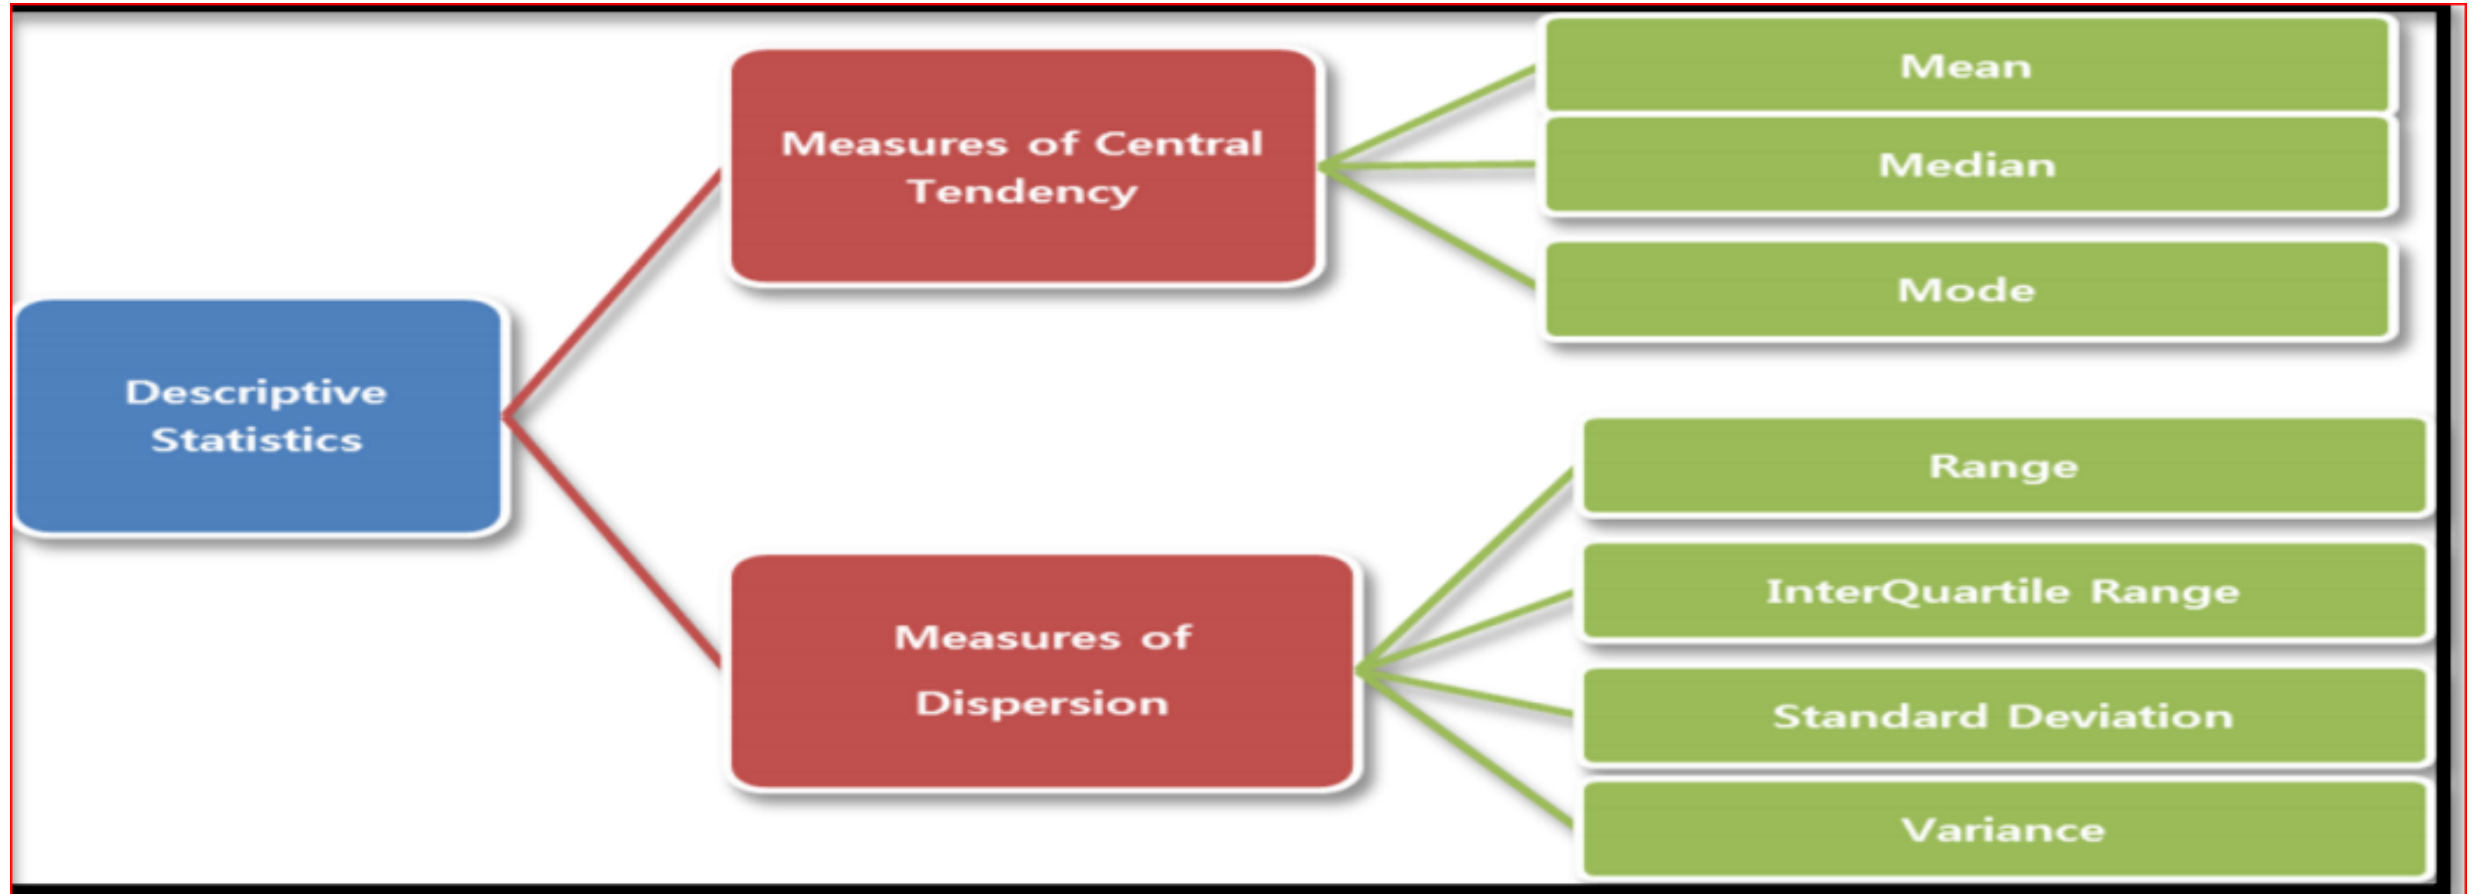 Descriptive
Statistics
Measures of Central
Tendency
Mean
Median
Mode
Measures of
Dispersion
Range
InterQuartile Range
Standard Deviation
Variance